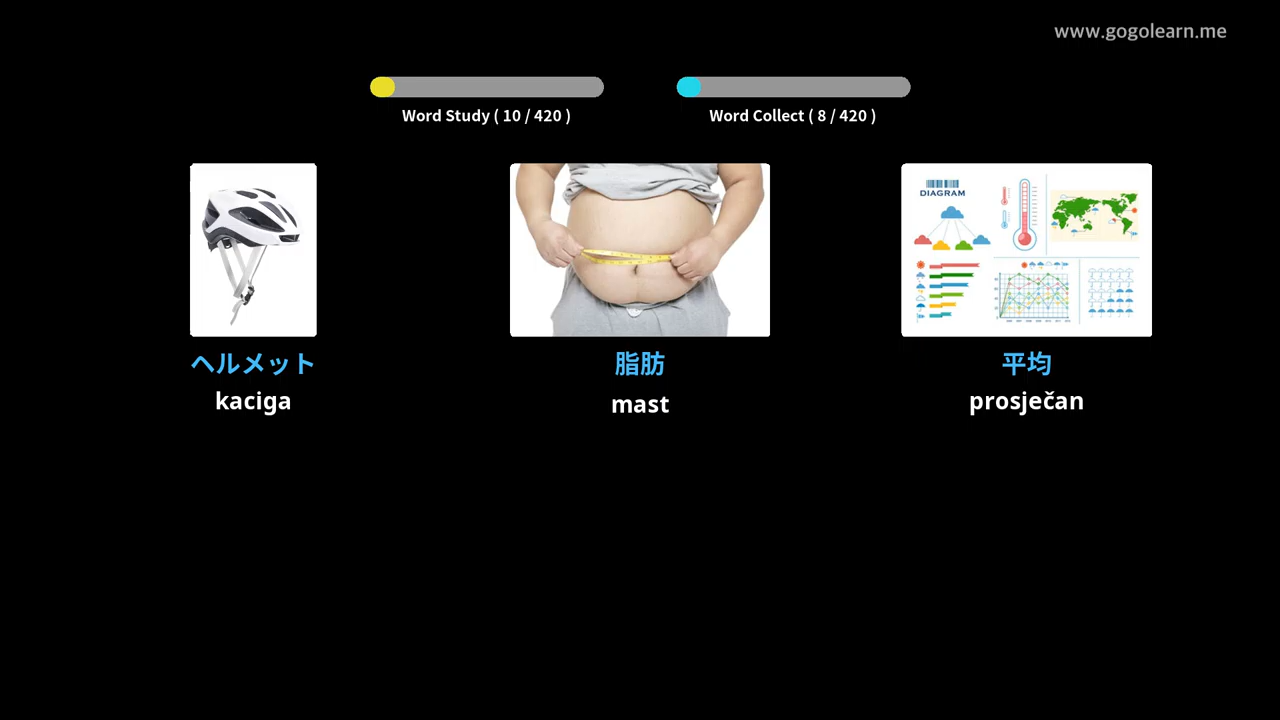 www.gogolearn.me
Word Study ( 10 / 420 )
Word Collect ( 8 / 420 )
DIAGRAM
ヘルメット
kaciga
脂肪
mast
平均
prosječan